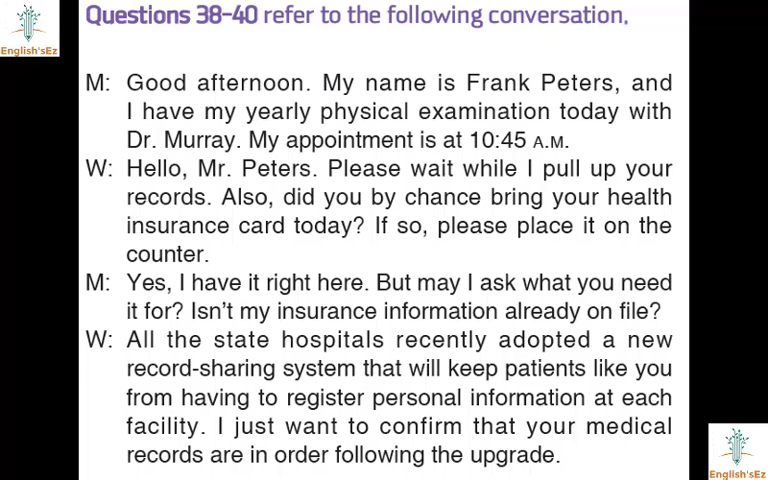 Questions 38–40 refer to the following conversation.
English'sEz
M: Good afternoon. My name is Frank Peters, and
I have my yearly physical examination today with
Dr. Murray. My appointment is at 10:45 A.M.
W: Hello, Mr. Peters. Please wait while I pull up your
records. Also, did you by chance bring your health
insurance card today? If so, please place it on the
counter.
M: Yes, I have it right here. But may I ask what you need
it for? Isn't my insurance information already on file?
W: All the state hospitals recently adopted a new
record-sharing system that will keep patients like you
from having to register personal information at each
facility. I just want to confirm that your medical
records are in order following the upgrade.
English'sEz